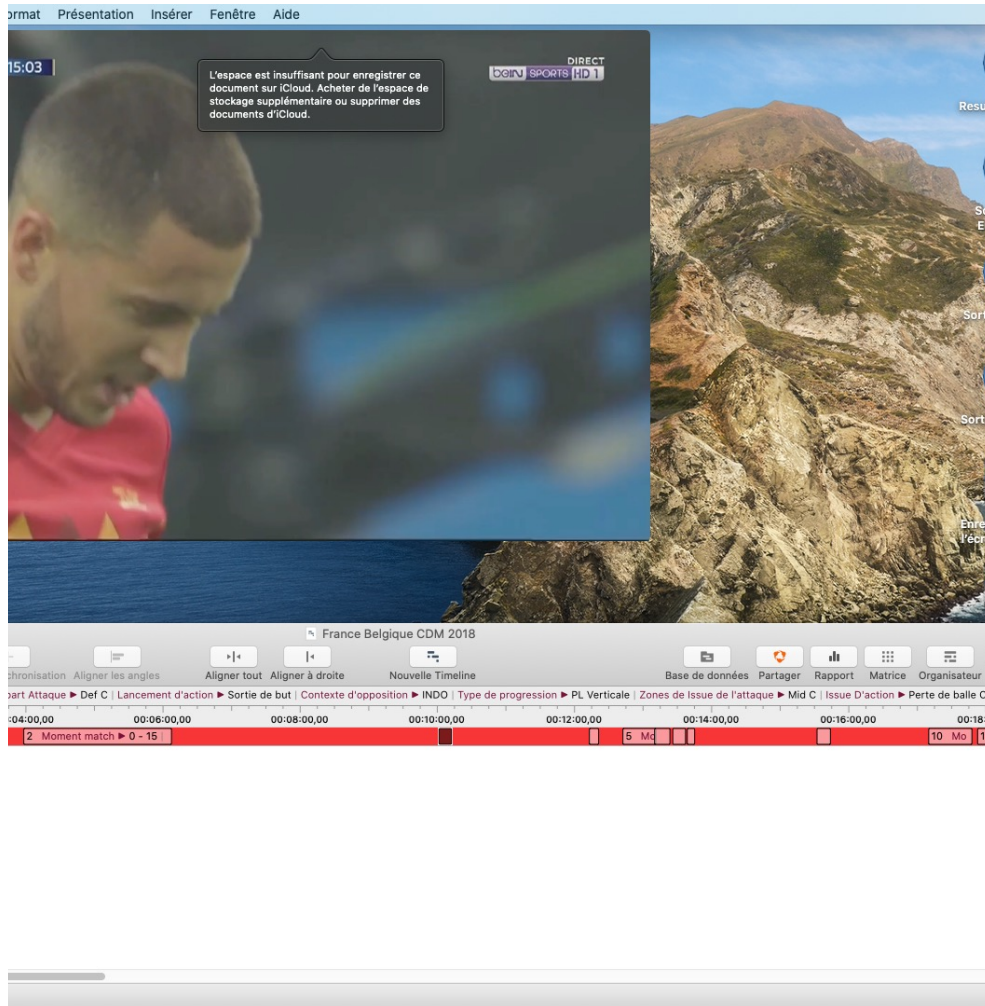 ormat Présentation Insérer Fenêtre Aide
15:03
DIRECT
beIN SPORTS HD 1
L'espace est insuffisant pour enregistrer ce
document sur iCloud. Acheter de l'espace de
stockage supplémentaire ou supprimer des
documents d'iCloud.
Resu
Sort
Sort
Enre
l'écr
France Belgique CDM 2018
chronisation Aligner les angles Aligner tout Aligner à droite Nouvelle Timeline Base de données Partager Rapport Matrice Organisateur
part Attaque ► Def C | Lancement d'action ► Sortie de but | Contexte d'opposition ► INDO | Type de progression ► PL Verticale | Zones de Issue de l'attaque ► Mid C | Issue D'action ► Perte de balle C
:04:00,00 00:06:00,00 00:08:00,00 00:10:00,00 00:12:00,00 00:14:00,00 00:16:00,00 00:18:
2 Moment match ► 0 - 15 | 5 Mo 10 Mo 1